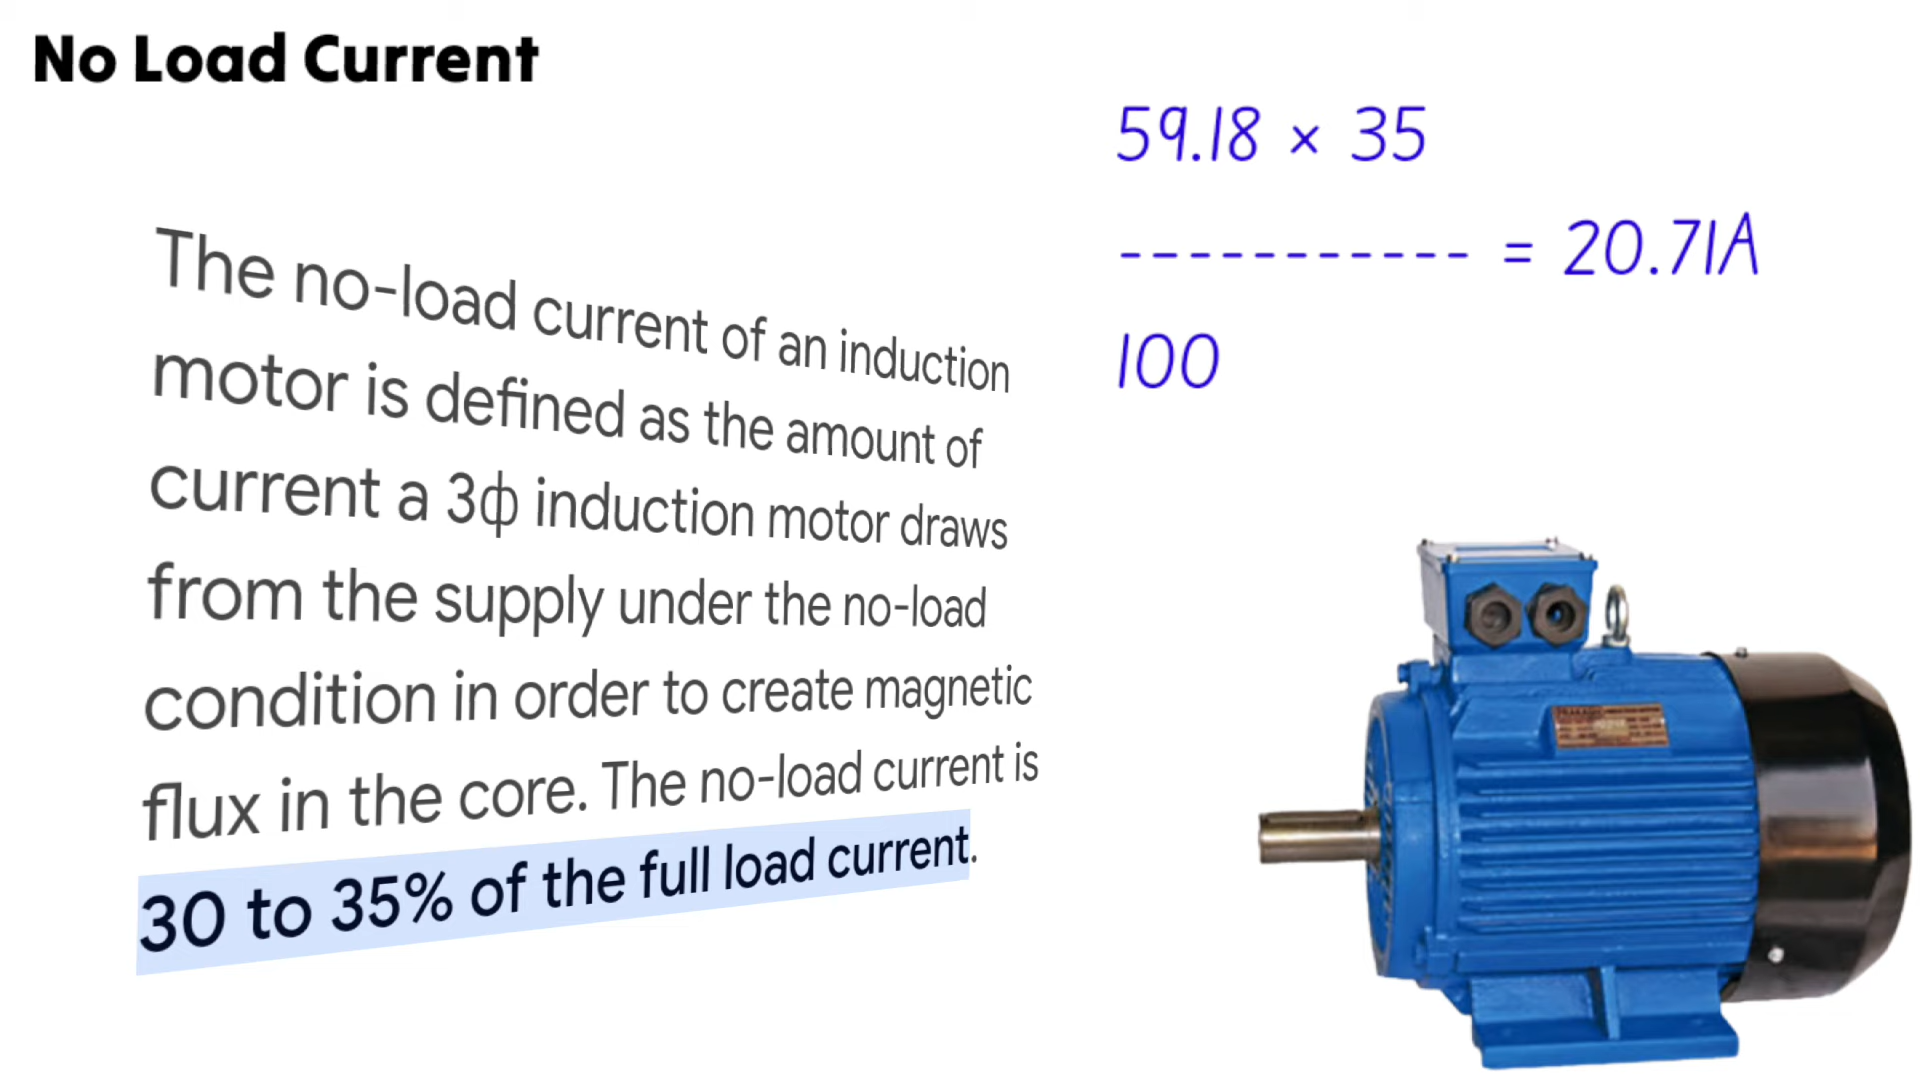 No Load Current
59.18 × 35
----------- = 20.71A
100
The no-load current of an induction
motor is defined as the amount of
current a 3ф induction motor draws
from the supply under the no-load
condition in order to create magnetic
flux in the core. The no-load current is
30 to 35% of the full load current.